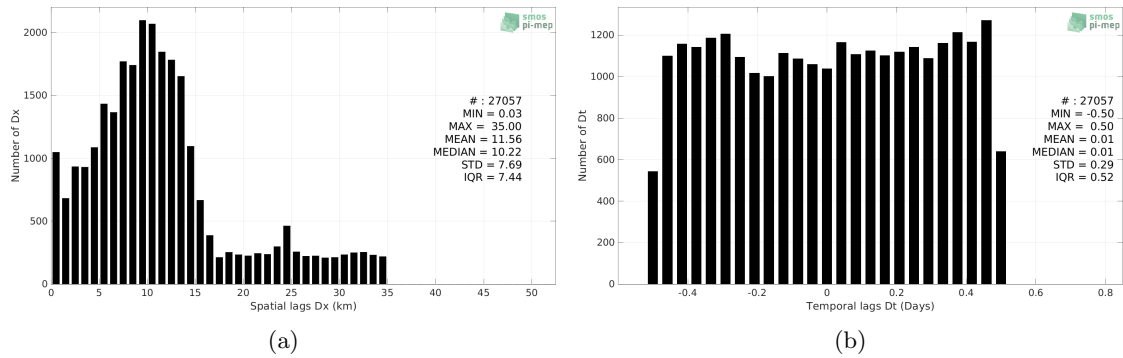 2000
1500
1000
500
0
Number of Dx
smos
pi-mep
# : 27057
MIN = 0.03
MAX = 35.00
MEAN = 11.56
MEDIAN = 10.22
STD = 7.69
IQR = 7.44
0 5 10 15 20 25 30 35 40 45 50
Spatial lags Dx (km)
(a)
1200
1000
800
600
400
200
0
Number of Dt
smos
pi-mep
# : 27057
MIN = -0.50
MAX = 0.50
MEAN = 0.01
MEDIAN = 0.01
STD = 0.29
IQR = 0.52
-0.4 -0.2 0 0.2 0.4 0.6 0.8
Temporal lags Dt (Days)
(b)